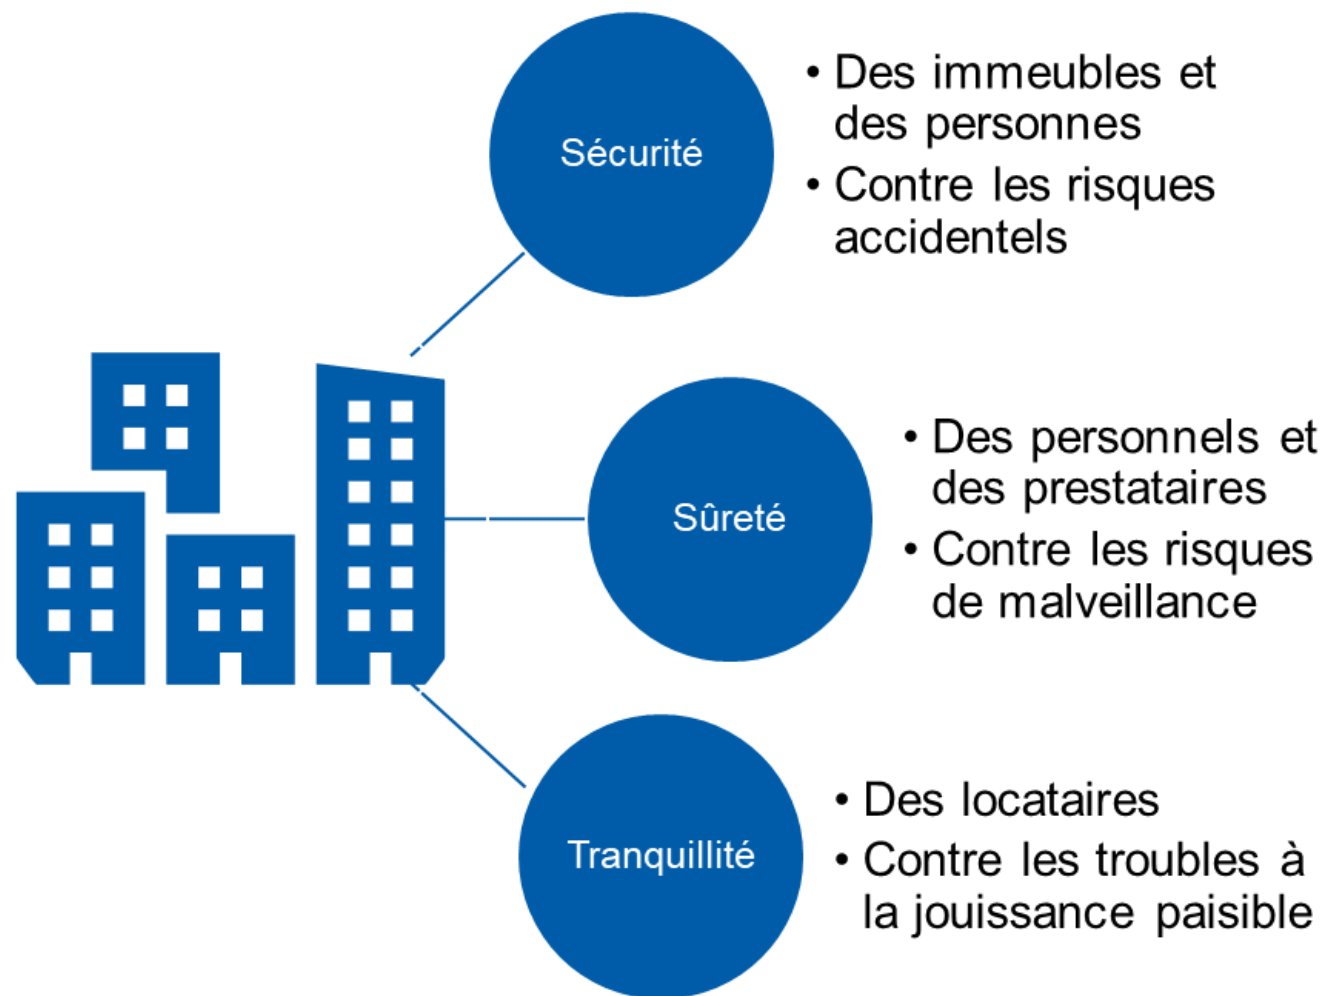 Sécurité
• Des immeubles et
des personnes
• Contre les risques
accidentels
Sûreté
• Des personnels et
des prestataires
• Contre les risques
de malveillance
Tranquillité
• Des locataires
• Contre les troubles à
la jouissance paisible